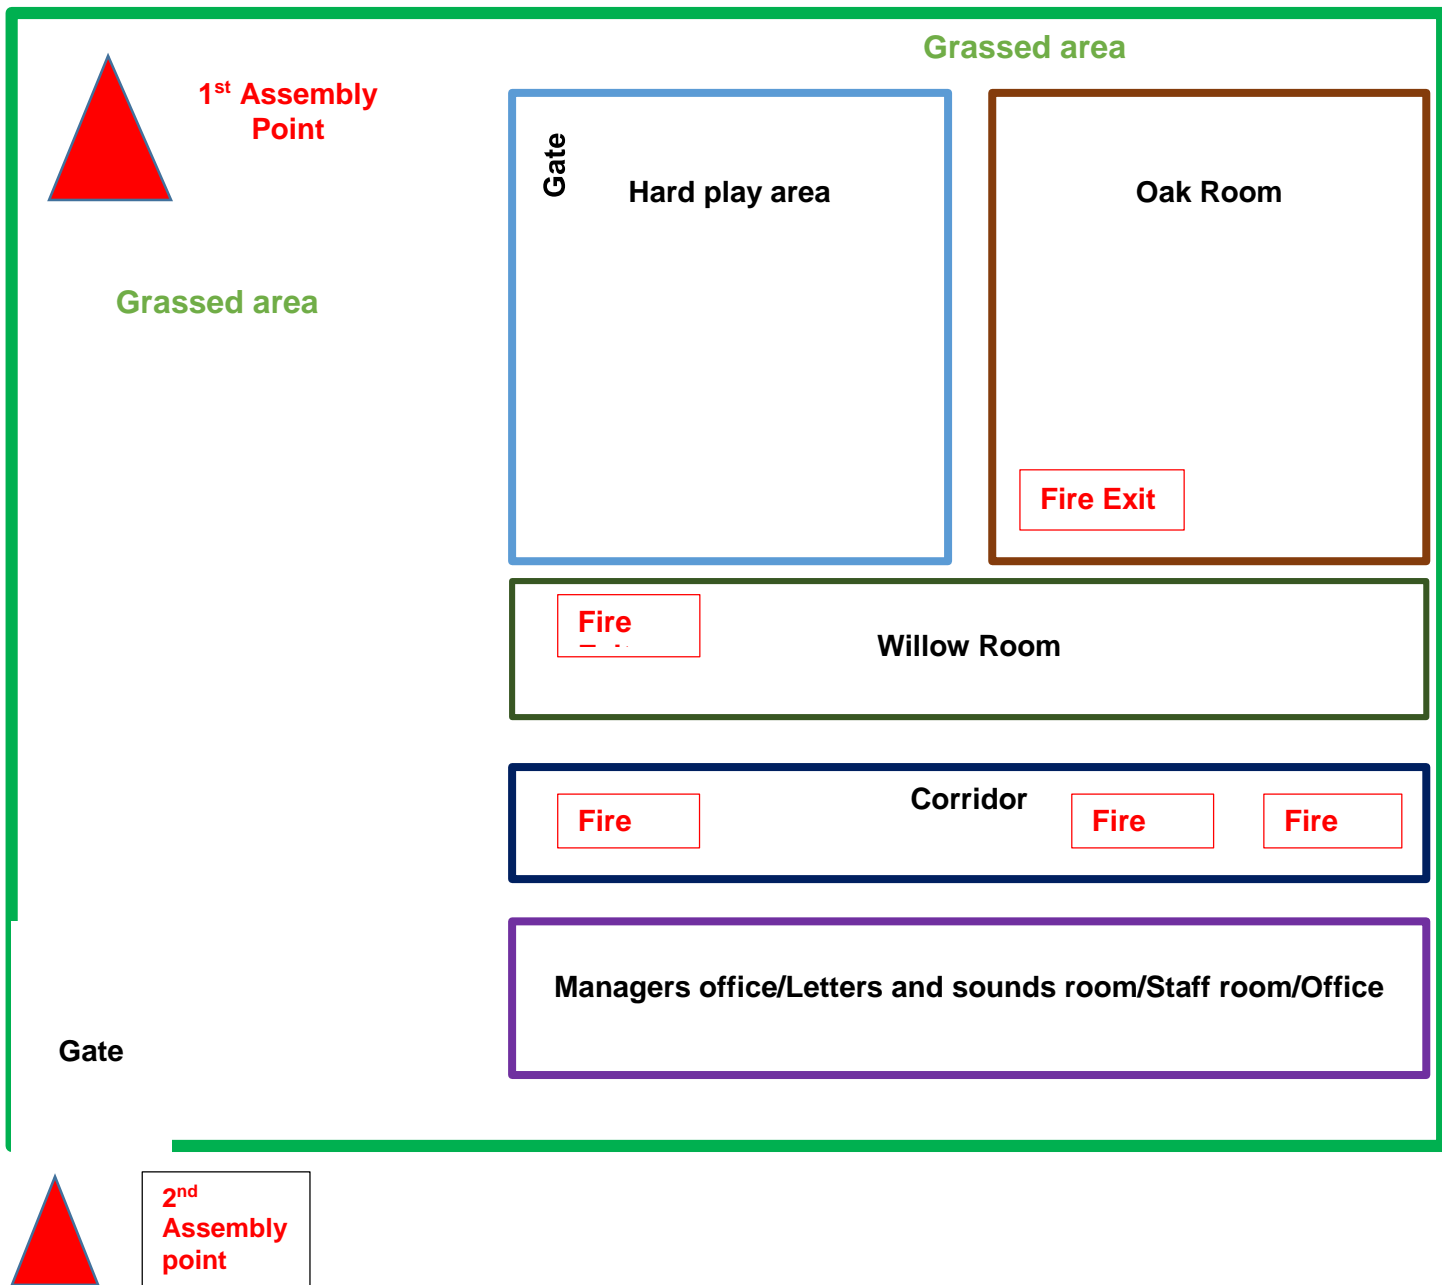 Grassed area
1st Assembly
Point
Gate
Hard play area
Oak Room
Grassed area
Fire Exit
Fire
Willow Room
Corridor
Fire
Fire
Fire
Managers office/Letters and sounds room/Staff room/Office
Gate
2nd
Assembly
point